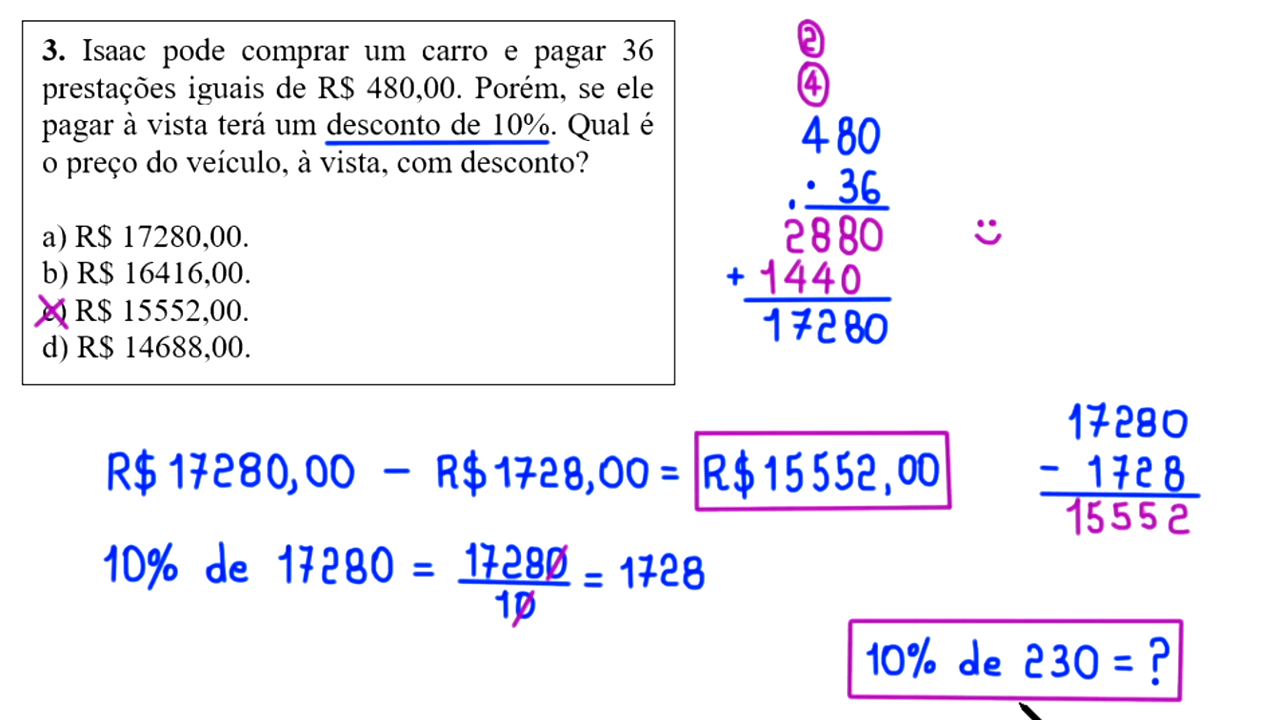 3. Isaac pode comprar um carro e pagar 36
prestações iguais de R$ 480,00. Porém, se ele
pagar à vista terá um desconto de 10%. Qual é
o preço do veículo, à vista, com desconto?
a) R$ 17280,00.
b) R$ 16416,00.
c) R$ 15552,00.
d) R$ 14688,00.
2
4
480
. 36
2880
+ 1440
17280
R$ 17280,00 - R$ 1728,00 = R$ 15552,00
17280
- 1728
15552
10% de 17280 = 17280/10 = 1728
10% de 230 = ?